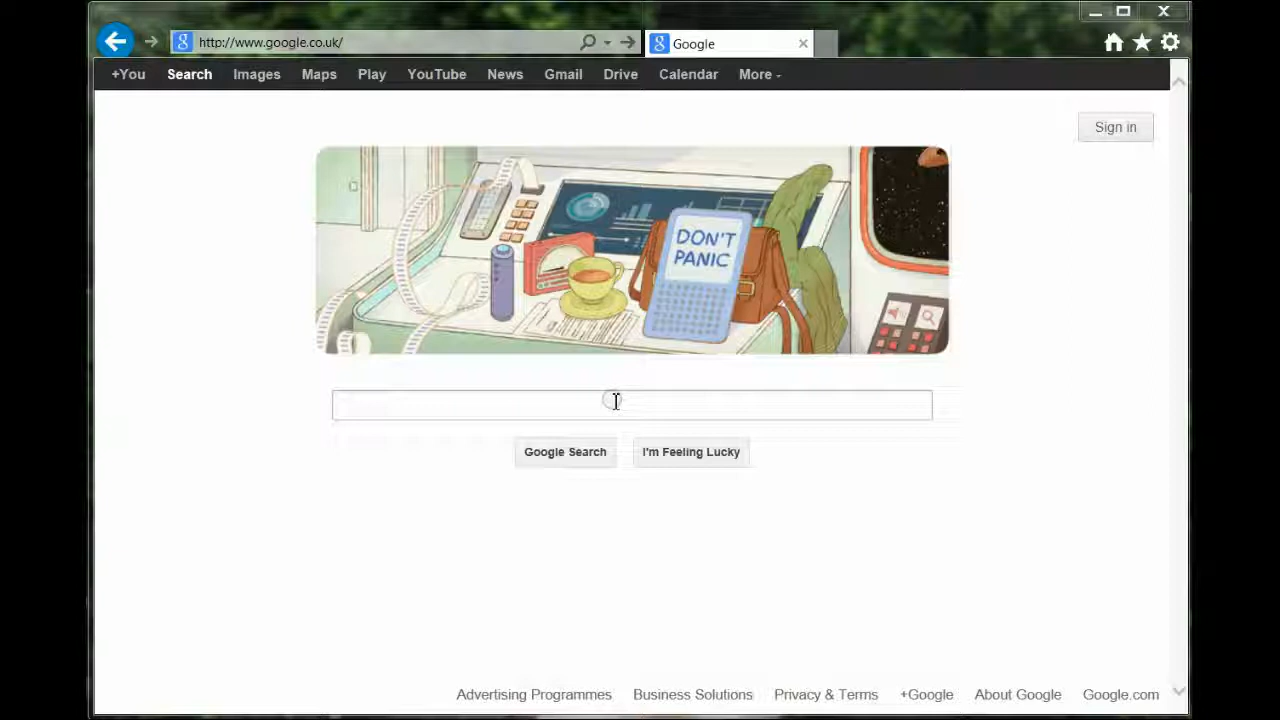 http://www.google.co.uk/
Google
+You Search Images Maps Play YouTube News Gmail Drive Calendar More
Sign in
DON'T
PANIC
Google Search I'm Feeling Lucky
Advertising Programmes Business Solutions Privacy & Terms +Google About Google Google.com